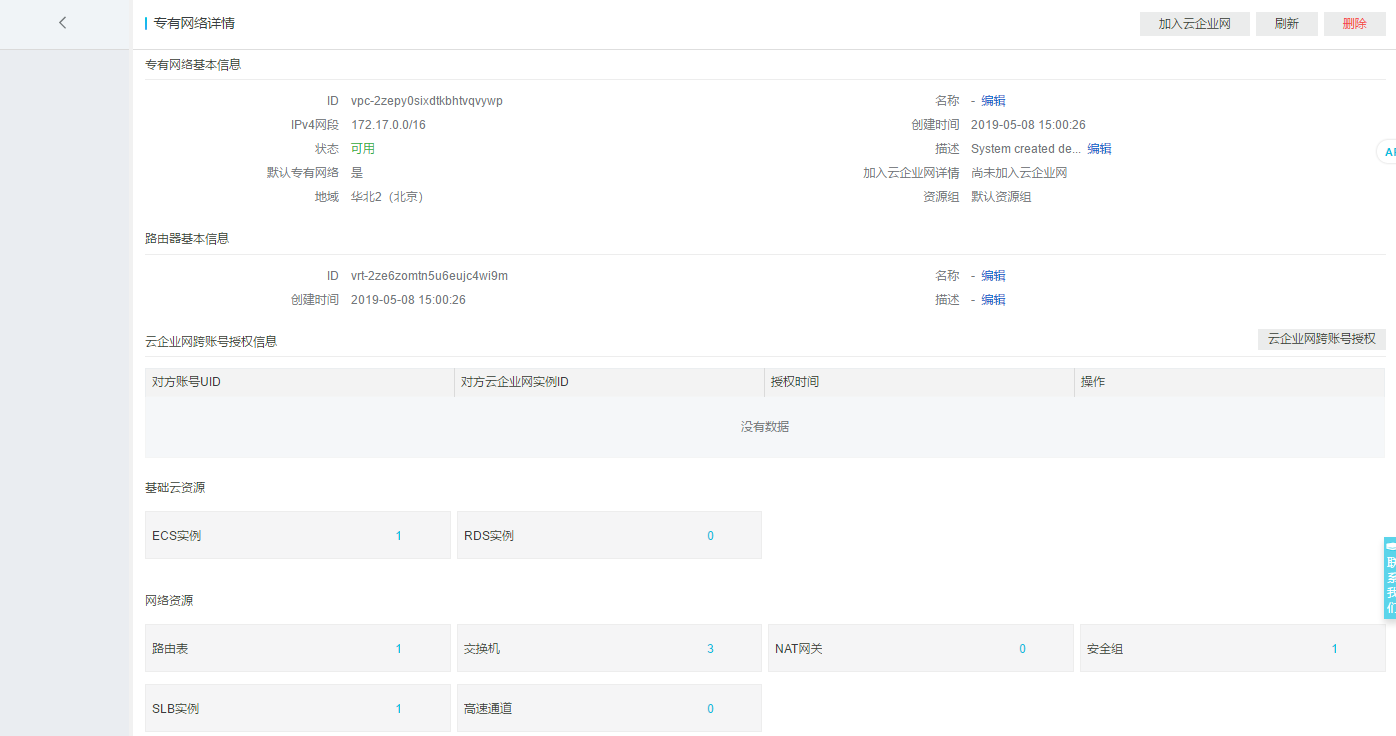 专有网络详情 加入云企业网 刷新 删除
专有网络基本信息
ID vpc-2zepy0sixdtkbhtvqvywp 名称 - 编辑
IPv4网段 172.17.0.0/16 创建时间 2019-05-08 15:00:26
状态 可用 描述 System created de... 编辑
默认专有网络 是 加入云企业网详情 尚未加入云企业网
地域 华北2（北京） 资源组 默认资源组
路由器基本信息
ID vrt-2ze6zomtn5u6eujc4wi9m 名称 - 编辑
创建时间 2019-05-08 15:00:26 描述 - 编辑
云企业网跨账号授权信息 云企业网跨账号授权
对方账号UID 对方云企业网实例ID 授权时间 操作
没有数据
基础云资源
ECS实例 1 RDS实例 0
网络资源
路由表 1 交换机 3 NAT网关 0 安全组 1
SLB实例 1 高速通道 0
联系我们